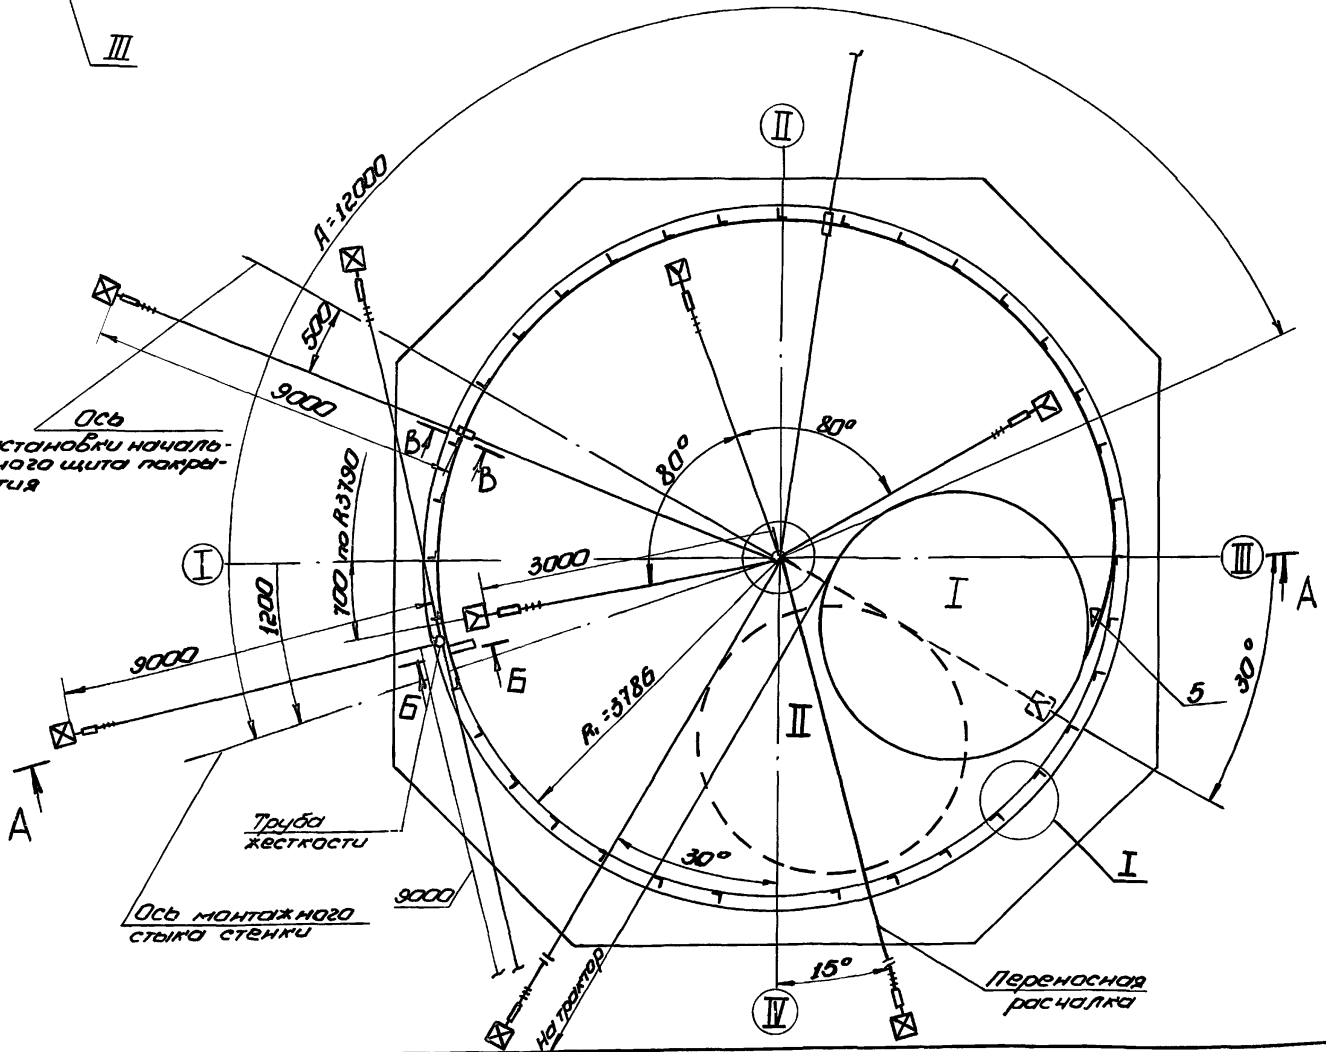 III
II
А=12000
500
9000
Ось
становки началь-
ного щита покры-
тия
В
В
80°
80°
700 по R3790
I
3000
III
А
1200
I
9000
Б
Б
5
30°
R₁=3786
II
А
Труба
жесткости
30°
I
9000
Ось монтажного
стыка стенки
На трактор
15°
Переносная
расчалка
IV